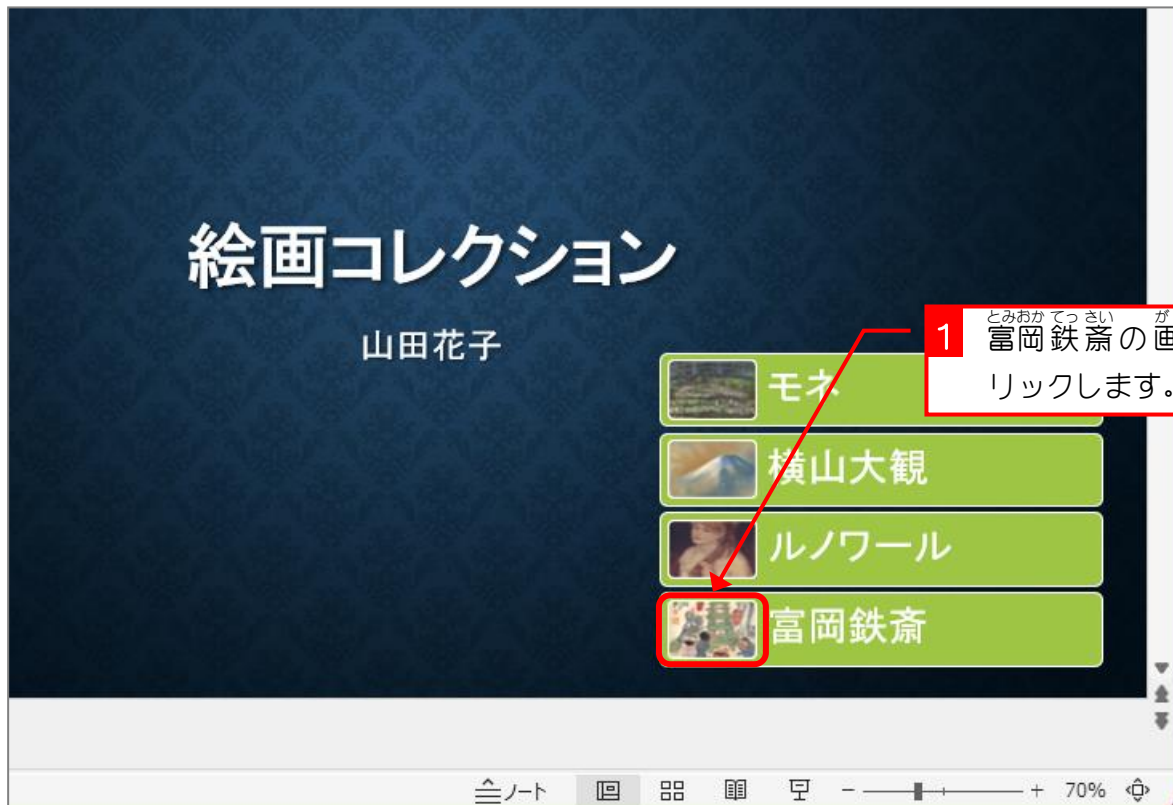 絵画コレクション
山田花子
1
とみおか てっさい が
富岡鉄斎の画
リックします。
モネ
横山大観
ルノワール
富岡鉄斎
ノート
70%